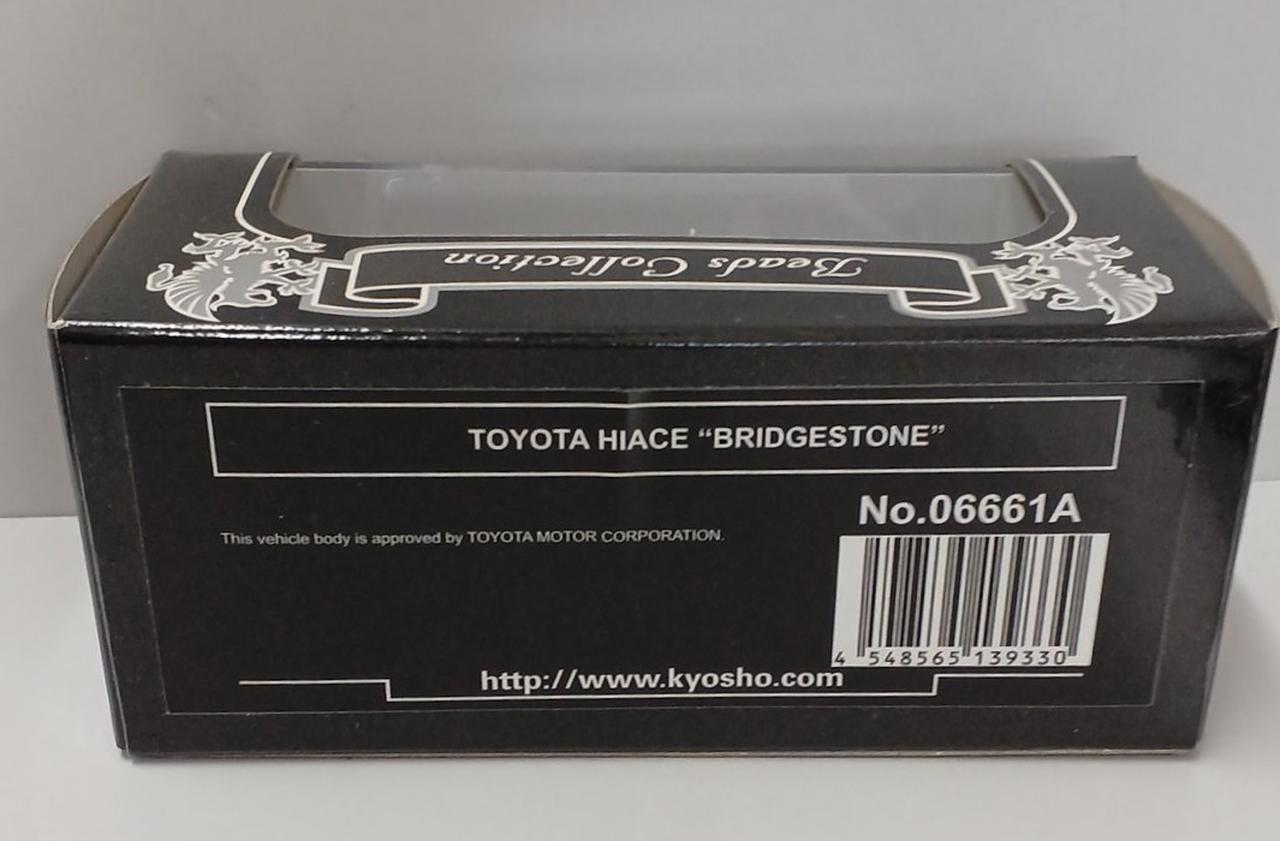 Beads Collection
TOYOTA HIACE “BRIDGESTONE”
No.06661A
This vehicle body is approved by TOYOTA MOTOR CORPORATION.
4 548565 139330
http://www.kyosho.com